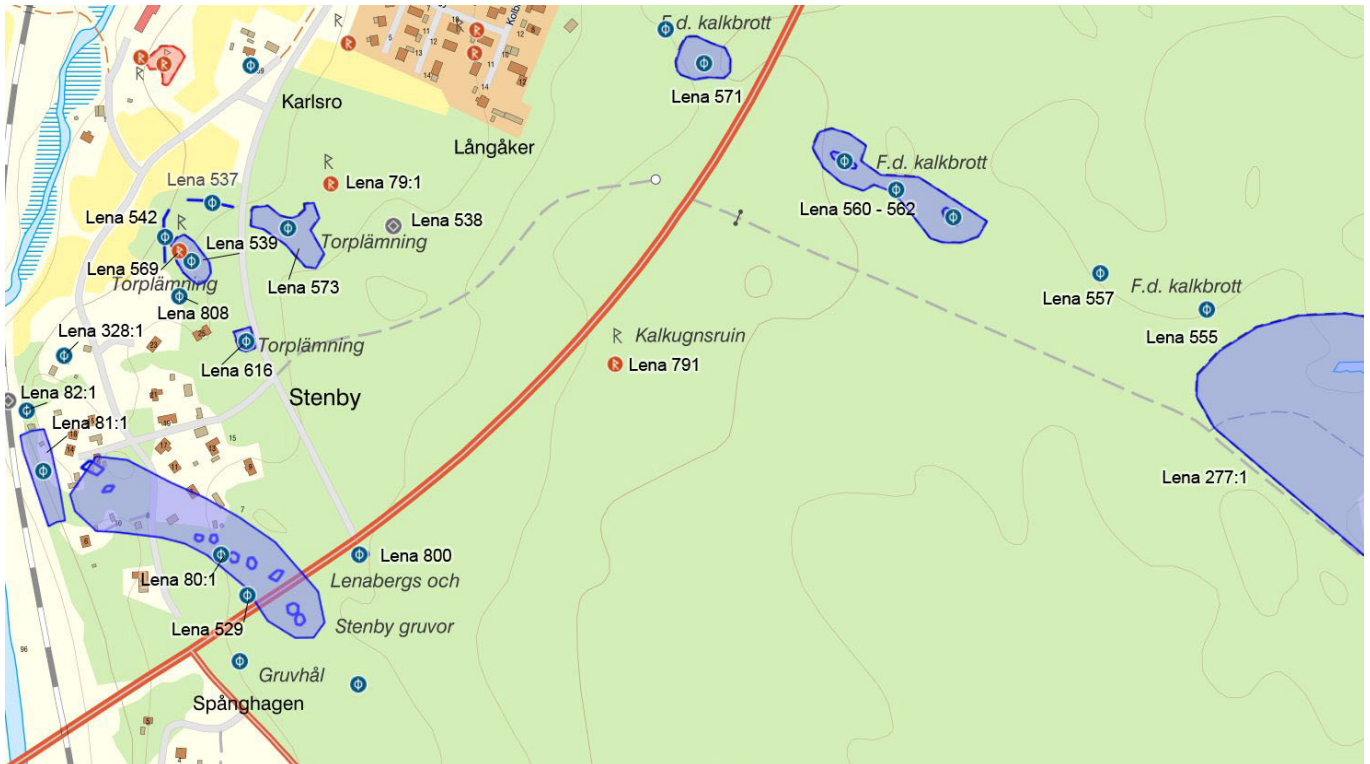 F.d. kalkbrott
Kolb
Lena 571
Karlsro
Långåker
F.d. kalkbrott
Lena 537
Lena 79:1
Lena 560 - 562
Lena 542
Lena 538
Lena 539
Torplämning
Lena 569
Torplämning
Lena 573
Lena 557
F.d. kalkbrott
Lena 808
Lena 555
Lena 328:1
Kalkugnsruin
Torplämning
Lena 616
Lena 791
Lena 82:1
Stenby
Lena 81:1
Lena 277:1
Lena 800
Lena 80:1
Lenabergs och
Lena 529
Stenby gruvor
Gruvhål
Spånghagen
96